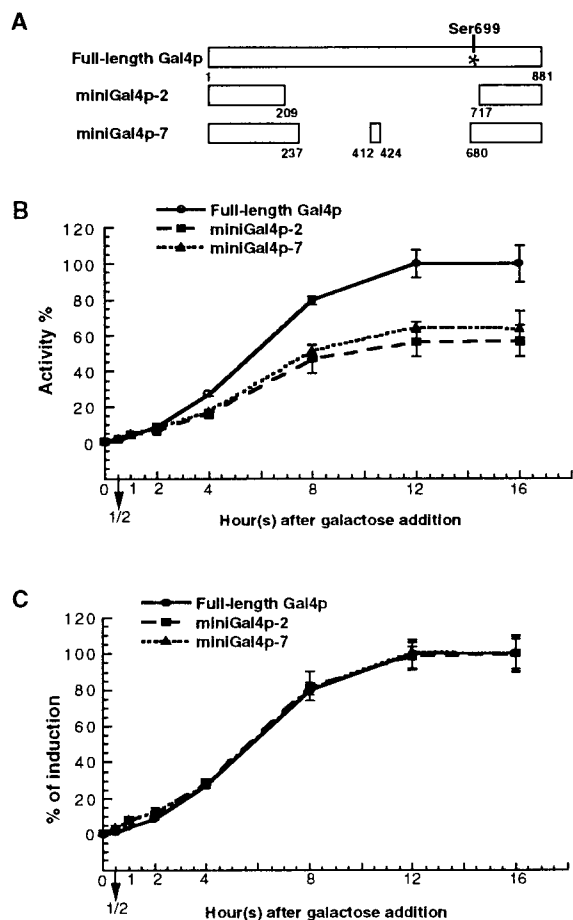 A
Ser699
Full-length Gal4p
*
1 881
miniGal4p-2
209 717
miniGal4p-7
237 412 424 680
B
Full-length Gal4p
miniGal4p-2
miniGal4p-7
120
100
80
60
40
20
0
Activity %
0 1 2 4 8 12 16
1/2
Hour(s) after galactose addition
C
Full-length Gal4p
miniGal4p-2
miniGal4p-7
120
100
80
60
40
20
0
% of induction
0 1 2 4 8 12 16
1/2
Hour(s) after galactose addition